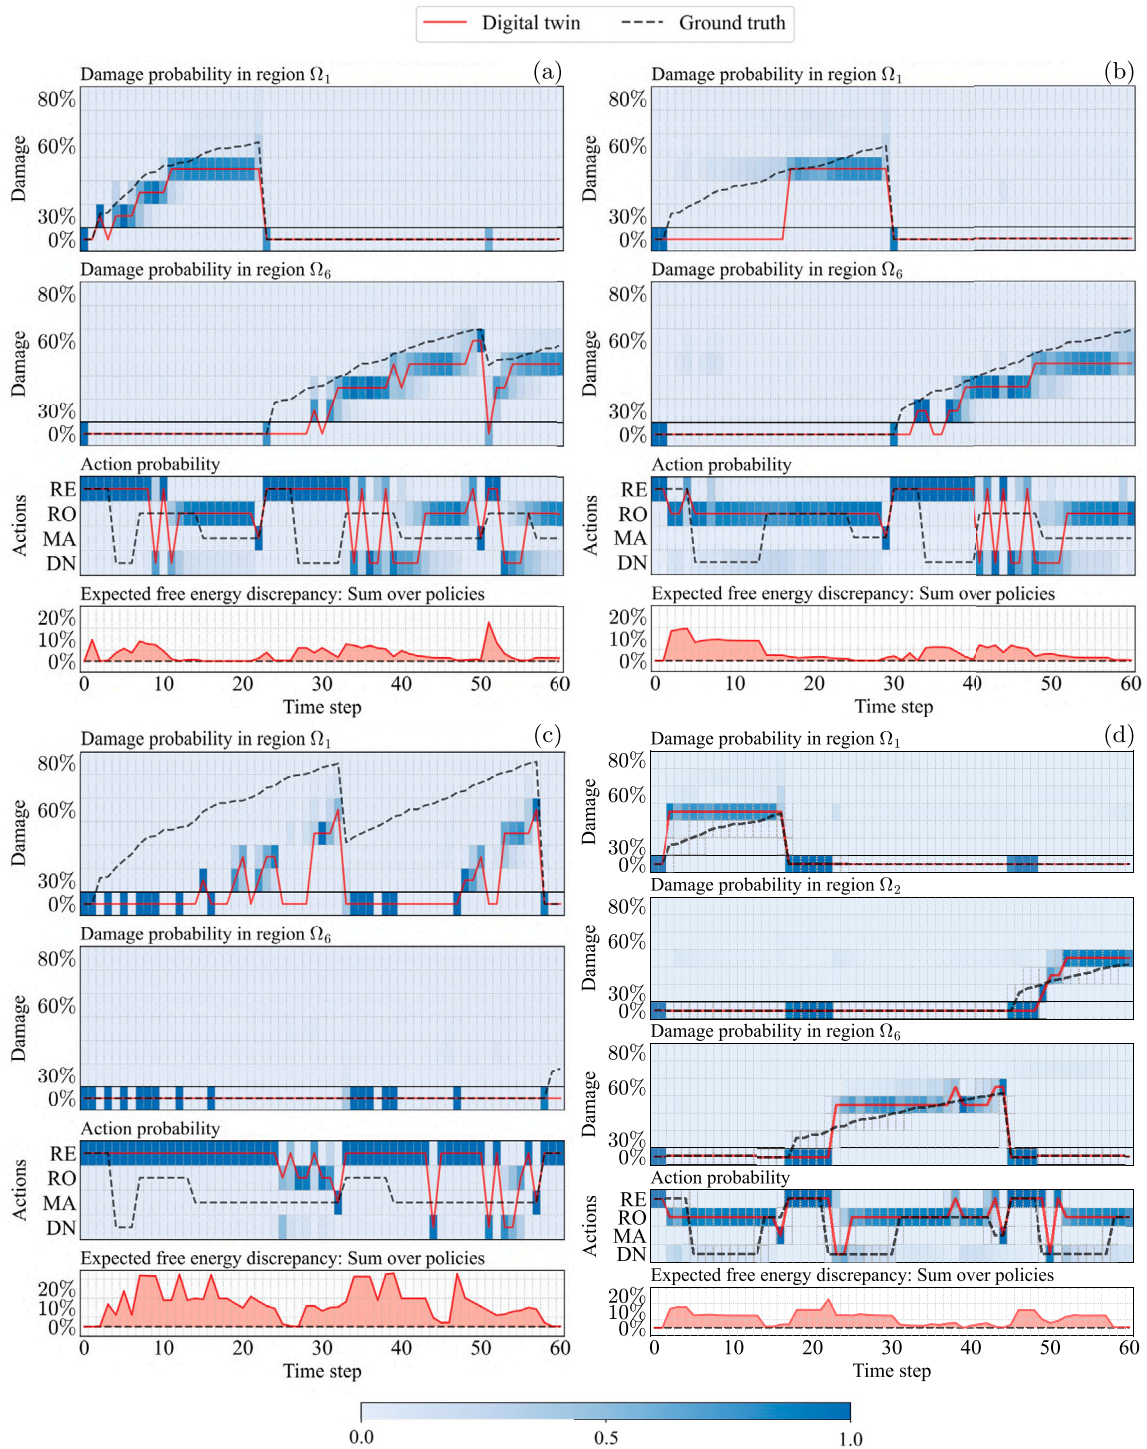 Digital twin Ground truth
Damage probability in region Ω1 (a)
80%
60%
30%
0%
Damage
Damage probability in region Ω6
80%
60%
30%
0%
Damage
Action probability
RE
RO
MA
DN
Actions
Expected free energy discrepancy: Sum over policies
20%
10%
0%
0 10 20 30 40 50 60
Time step
Damage probability in region Ω1 (b)
80%
60%
30%
0%
Damage
Damage probability in region Ω6
80%
60%
30%
0%
Damage
Action probability
RE
RO
MA
DN
Actions
Expected free energy discrepancy: Sum over policies
20%
10%
0%
0 10 20 30 40 50 60
Time step
Damage probability in region Ω1 (c)
80%
60%
30%
0%
Damage
Damage probability in region Ω6
80%
60%
30%
0%
Damage
Action probability
RE
RO
MA
DN
Actions
Expected free energy discrepancy: Sum over policies
20%
10%
0%
0 10 20 30 40 50 60
Time step
Damage probability in region Ω1 (d)
80%
60%
30%
0%
Damage
Damage probability in region Ω2
80%
60%
30%
0%
Damage
Damage probability in region Ω6
80%
60%
30%
0%
Damage
Action probability
RE
RO
MA
DN
Actions
Expected free energy discrepancy: Sum over policies
20%
10%
0%
0 10 20 30 40 50 60
Time step
0.0 0.5 1.0